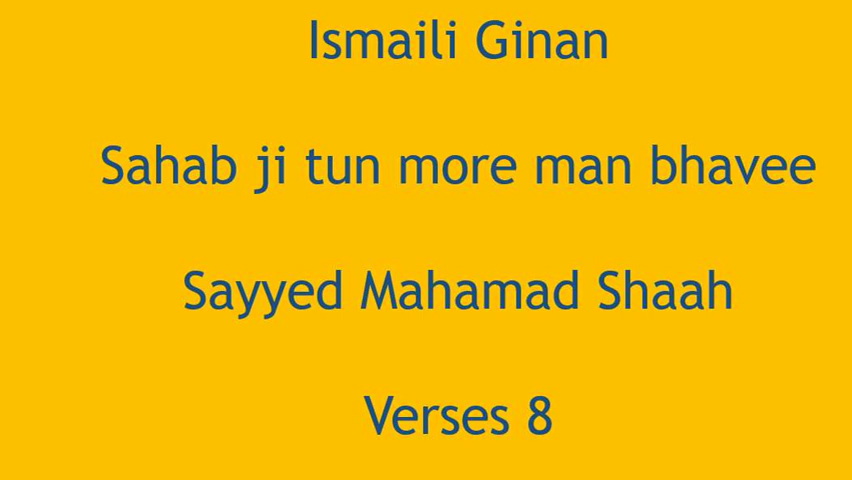 Ismaili Ginan
Sahab ji tun more man bhavee
Sayyed Mahamad Shaah
Verses 8